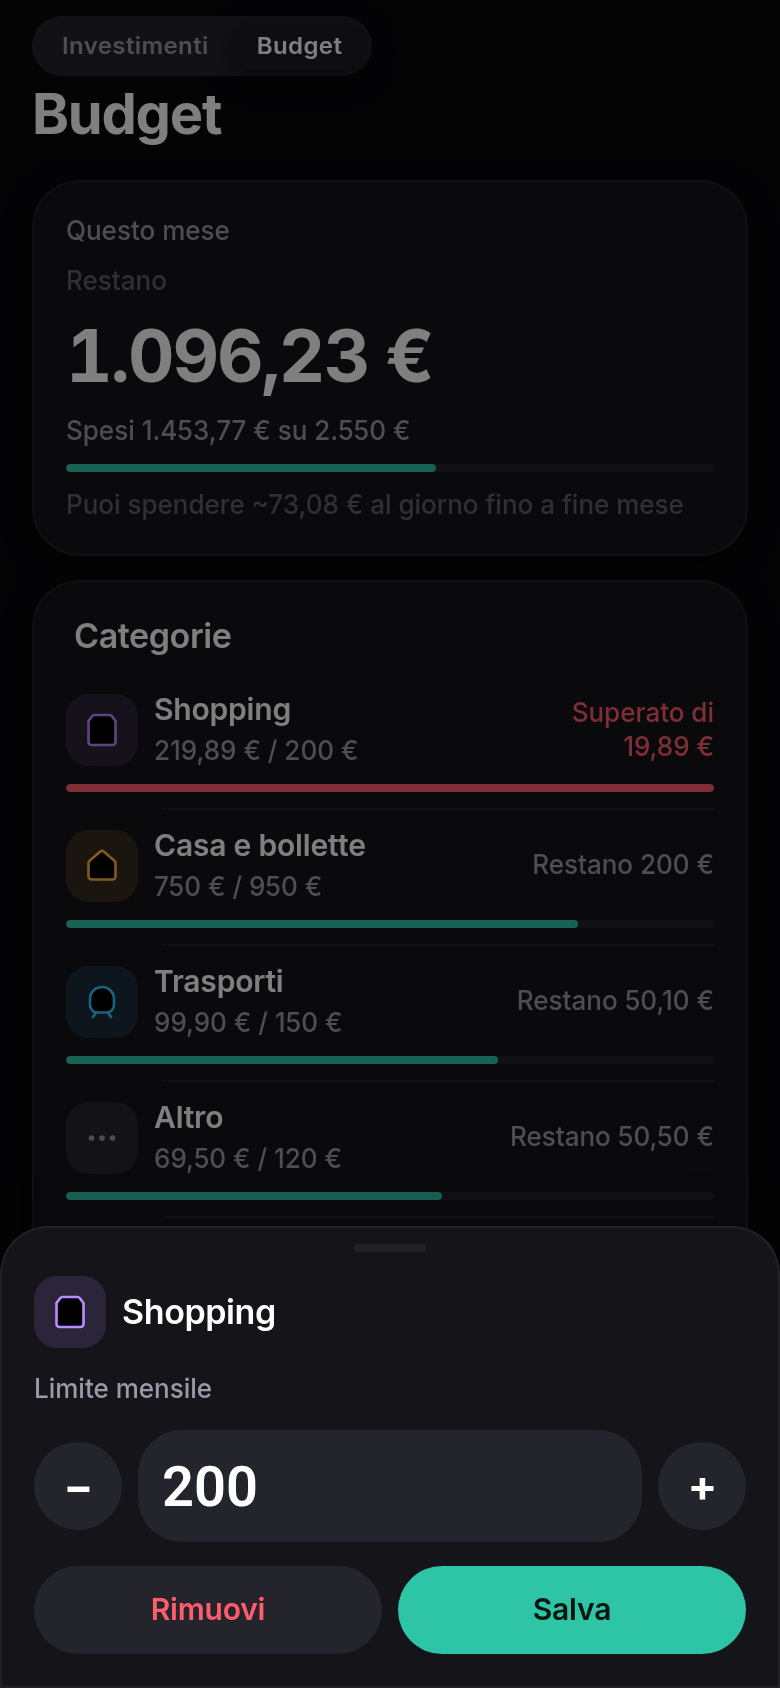 Investimenti Budget
Budget
Questo mese
Restano
1.096,23 €
Spesi 1.453,77 € su 2.550 €
Puoi spendere ~73,08 € al giorno fino a fine mese
Categorie
Shopping
219,89 € / 200 €
Superato di
19,89 €
Casa e bollette
750 € / 950 €
Restano 200 €
Trasporti
99,90 € / 150 €
Restano 50,10 €
Altro
69,50 € / 120 €
Restano 50,50 €
Shopping
Limite mensile
− 200 +
Rimuovi Salva